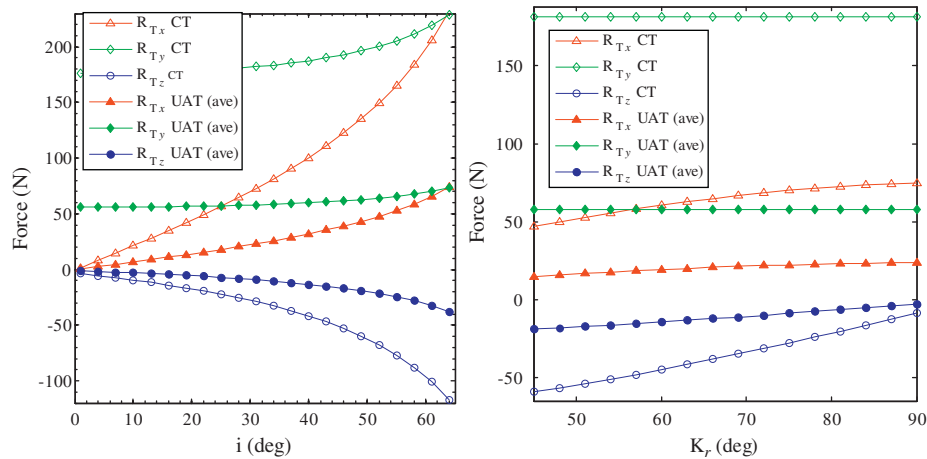 200
150
100
50
0
-50
-100
Force (N)
R_Tx CT
R_Ty CT
R_Tz CT
R_Tx UAT (ave)
R_Ty UAT (ave)
R_Tz UAT (ave)
0 10 20 30 40 50 60
i (deg)
150
100
50
0
-50
Force (N)
R_Tx CT
R_Ty CT
R_Tz CT
R_Tx UAT (ave)
R_Ty UAT (ave)
R_Tz UAT (ave)
50 60 70 80 90
K_r (deg)